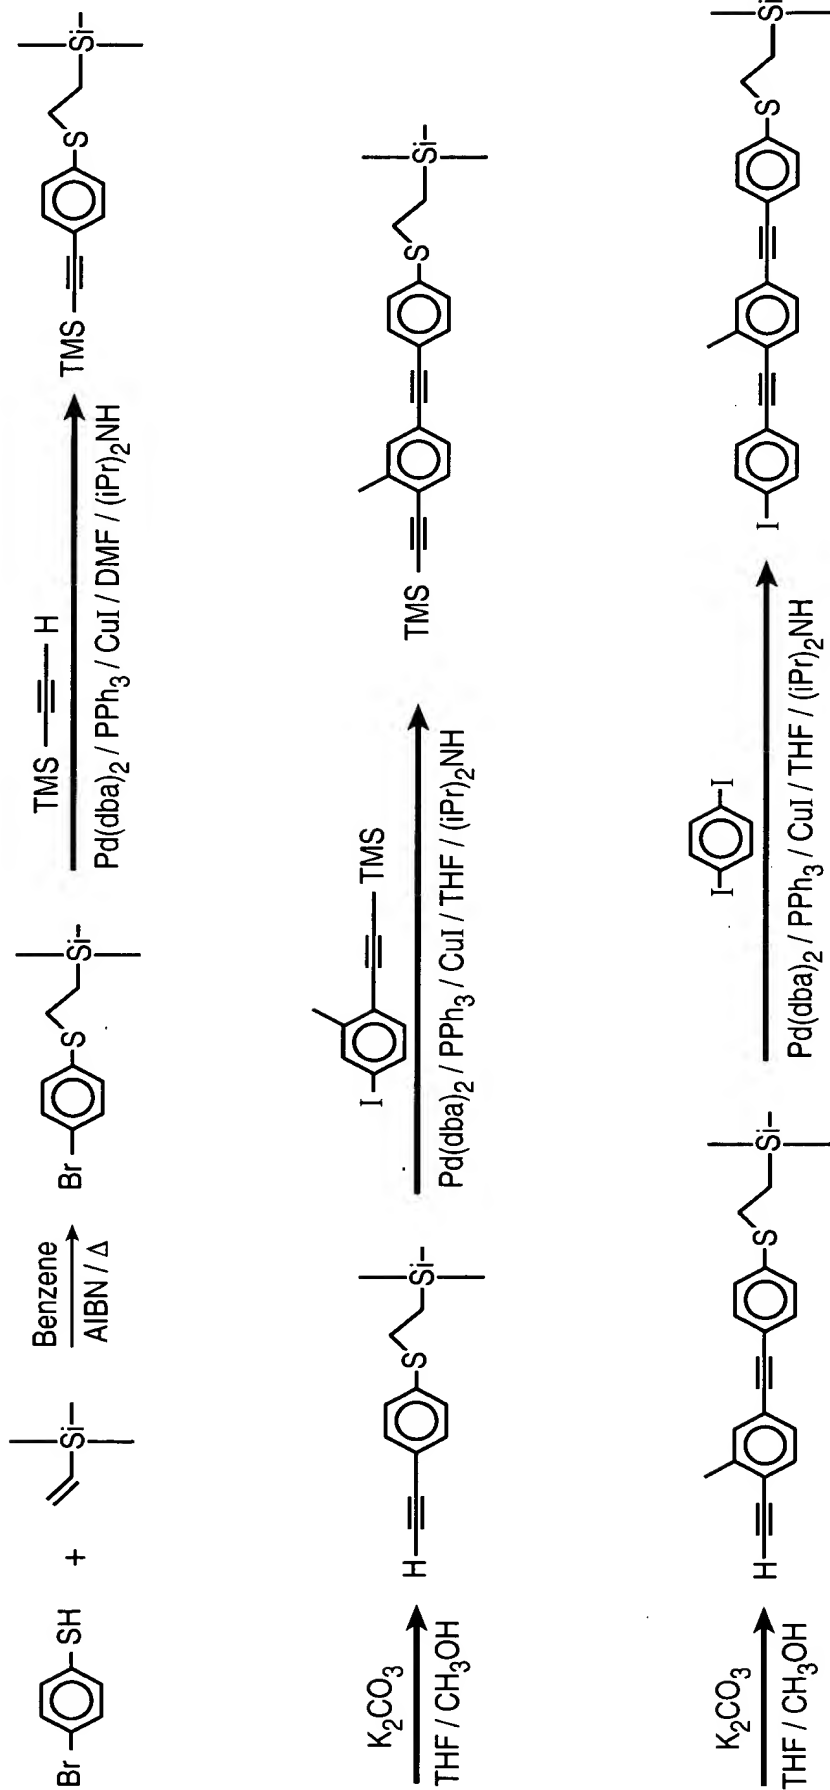 Br SH + Si Benzene Br S Si TMS H TMS S Si
AIBN / Δ Pd(dba)2 / PPh3 / CuI / DMF / (iPr)2NH
K2CO3 H S Si I TMS TMS S Si
THF / CH3OH Pd(dba)2 / PPh3 / CuI / THF / (iPr)2NH
K2CO3 H S Si I I I S Si
THF / CH3OH Pd(dba)2 / PPh3 / CuI / THF / (iPr)2NH